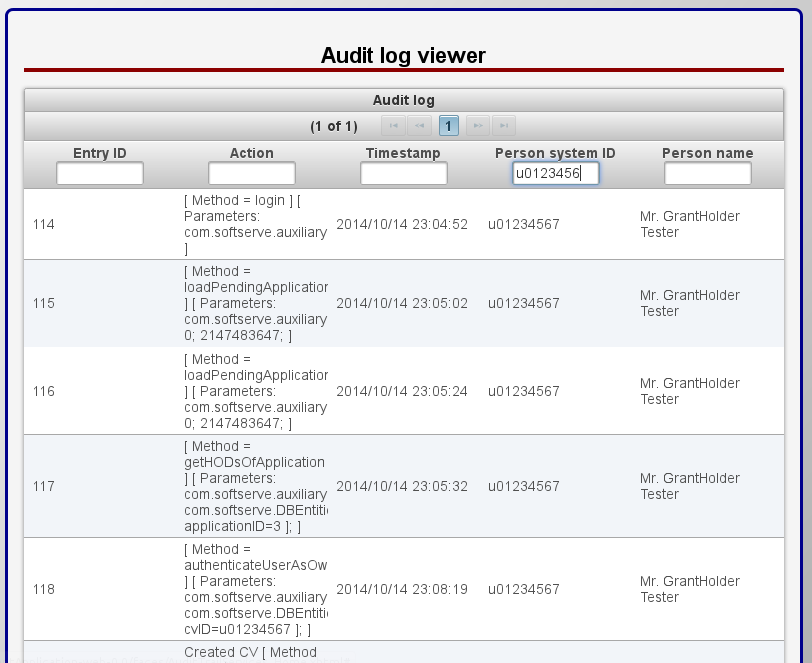 Audit log viewer
Audit log
(1 of 1) 1
Entry ID Action Timestamp Person system ID Person name
u0123456
114
[ Method = login ] [
Parameters:
com.softserve.auxiliary
]
2014/10/14 23:04:52
u01234567
Mr. GrantHolder
Tester
115
[ Method =
loadPendingApplication
] [ Parameters:
com.softserve.auxiliary
0; 2147483647; ]
2014/10/14 23:05:02
u01234567
Mr. GrantHolder
Tester
116
[ Method =
loadPendingApplication
] [ Parameters:
com.softserve.auxiliary
0; 2147483647; ]
2014/10/14 23:05:24
u01234567
Mr. GrantHolder
Tester
117
[ Method =
getHODsOfApplication
] [ Parameters:
com.softserve.auxiliary
com.softserve.DBEntiti
applicationID=3 ]; ]
2014/10/14 23:05:32
u01234567
Mr. GrantHolder
Tester
118
[ Method =
authenticateUserAsOw
] [ Parameters:
com.softserve.auxiliary
com.softserve.DBEntiti
cvID=u01234567 ]; ]
2014/10/14 23:08:19
u01234567
Mr. GrantHolder
Tester
Created CV [ Method